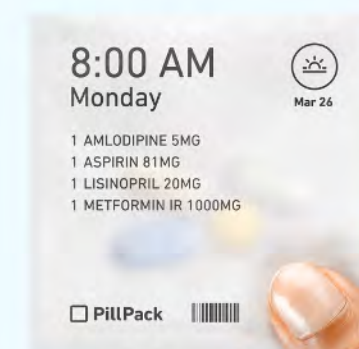 8:00 AM
Monday
Mar 26
1 AMLODIPINE 5MG
1 ASPIRIN 81MG
1 LISINOPRIL 20MG
1 METFORMIN IR 1000MG
PillPack